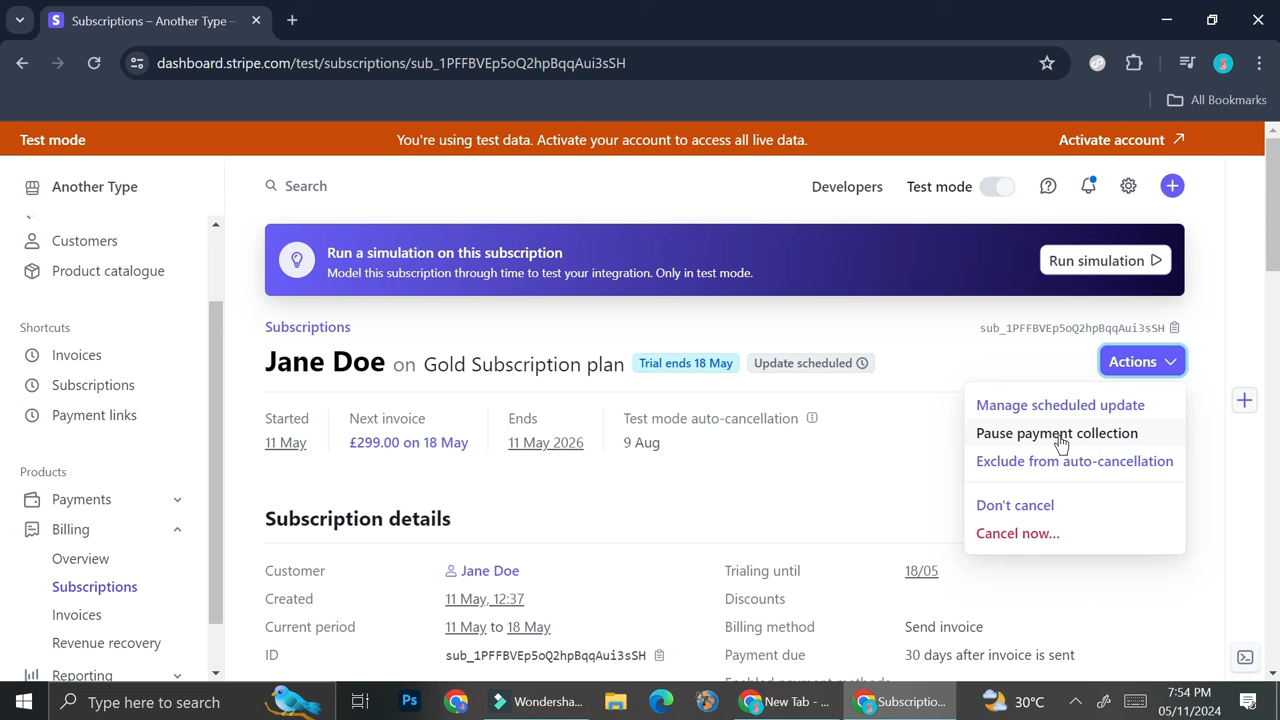 Subscriptions – Another Type –
dashboard.stripe.com/test/subscriptions/sub_1PFFBVEp5oQ2hpBqqAui3sSH
All Bookmarks
Test mode
You're using test data. Activate your account to access all live data.
Activate account
Another Type
Search
Developers
Test mode
Customers
Product catalogue
Run a simulation on this subscription
Model this subscription through time to test your integration. Only in test mode.
Run simulation
Shortcuts
Invoices
Subscriptions
Payment links
Subscriptions
sub_1PFFBVEp5oQ2hpBqqAui3sSH
Jane Doe on Gold Subscription plan
Trial ends 18 May
Update scheduled
Actions
Manage scheduled update
Pause payment collection
Exclude from auto-cancellation
Don't cancel
Cancel now...
Started
11 May
Next invoice
£299.00 on 18 May
Ends
11 May 2026
Test mode auto-cancellation
9 Aug
Products
Payments
Billing
Overview
Subscriptions
Invoices
Revenue recovery
Reporting
Subscription details
Customer
Jane Doe
Created
11 May, 12:37
Current period
11 May to 18 May
ID
sub_1PFFBVEp5oQ2hpBqqAui3sSH
Trialing until
18/05
Discounts
Billing method
Send invoice
Payment due
30 days after invoice is sent
Type here to search
Ps
Wondersha...
New Tab - ...
Subscriptio...
30°C
7:54 PM
05/11/2024